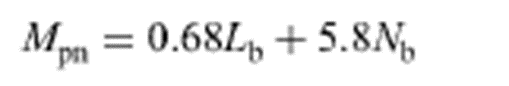 M_pn = 0.68L_b + 5.8N_b